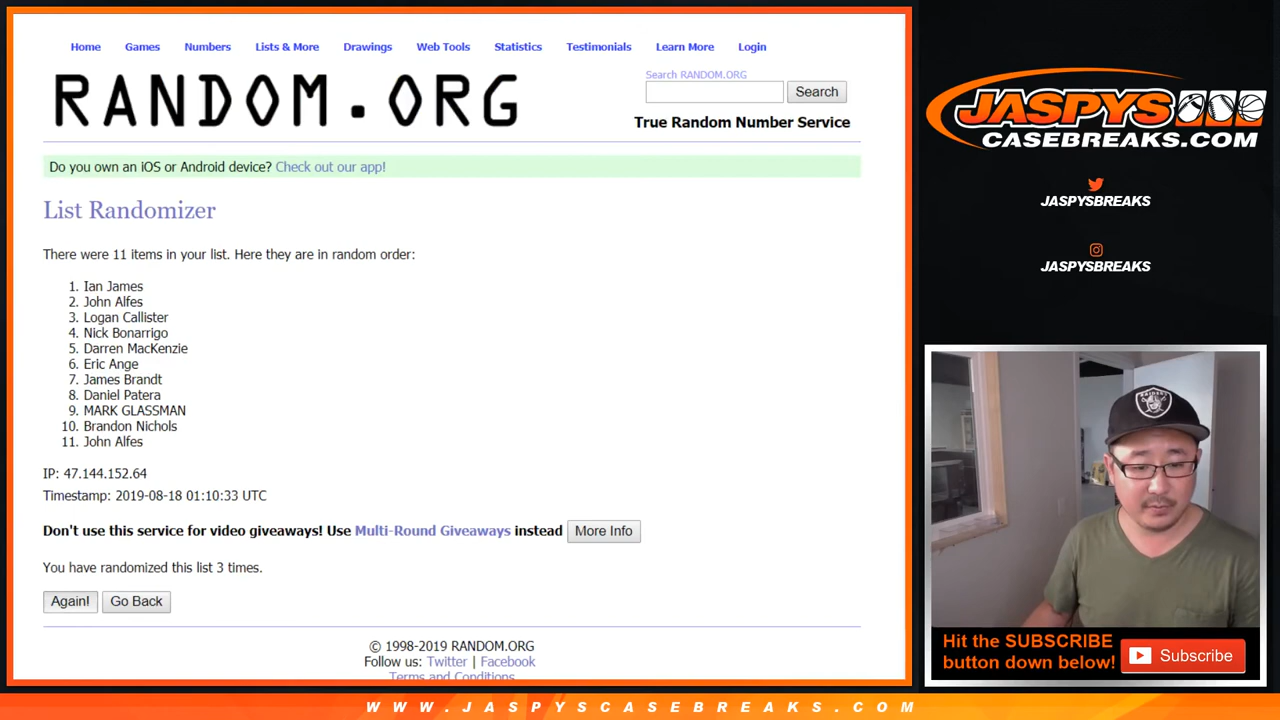 Home Games Numbers Lists & More Drawings Web Tools Statistics Testimonials Learn More Login
RANDOM.ORG
Search RANDOM.ORG
Search
True Random Number Service
Do you own an iOS or Android device? Check out our app!
List Randomizer
There were 11 items in your list. Here they are in random order:
1. Ian James
2. John Alfes
3. Logan Callister
4. Nick Bonarrigo
5. Darren MacKenzie
6. Eric Ange
7. James Brandt
8. Daniel Patera
9. MARK GLASSMAN
10. Brandon Nichols
11. John Alfes
IP: 47.144.152.64
Timestamp: 2019-08-18 01:10:33 UTC
Don't use this service for video giveaways! Use Multi-Round Giveaways instead More Info
You have randomized this list 3 times.
Again! Go Back
© 1998-2019 RANDOM.ORG
Follow us: Twitter | Facebook
Terms and Conditions
JASPYS
CASEBREAKS.COM
JASPYSBREAKS
JASPYSBREAKS
RAIDERS
Hit the SUBSCRIBE
button down below!
Subscribe
WWW.JASPYSCASEBREAKS.COM